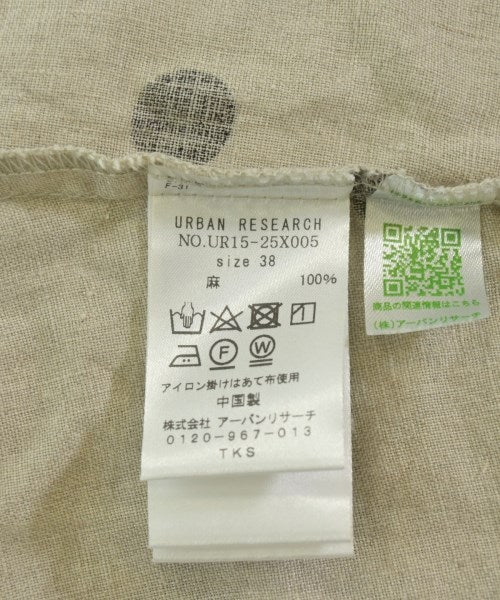 F-31
URBAN RESEARCH
NO.UR15-25X005
size 38
麻 100%
アイロン掛けはあて布使用
中国製
株式会社 アーバンリサーチ
0120-967-013
TKS
商品の関連情報はこちら
(株)アーバンリサーチ